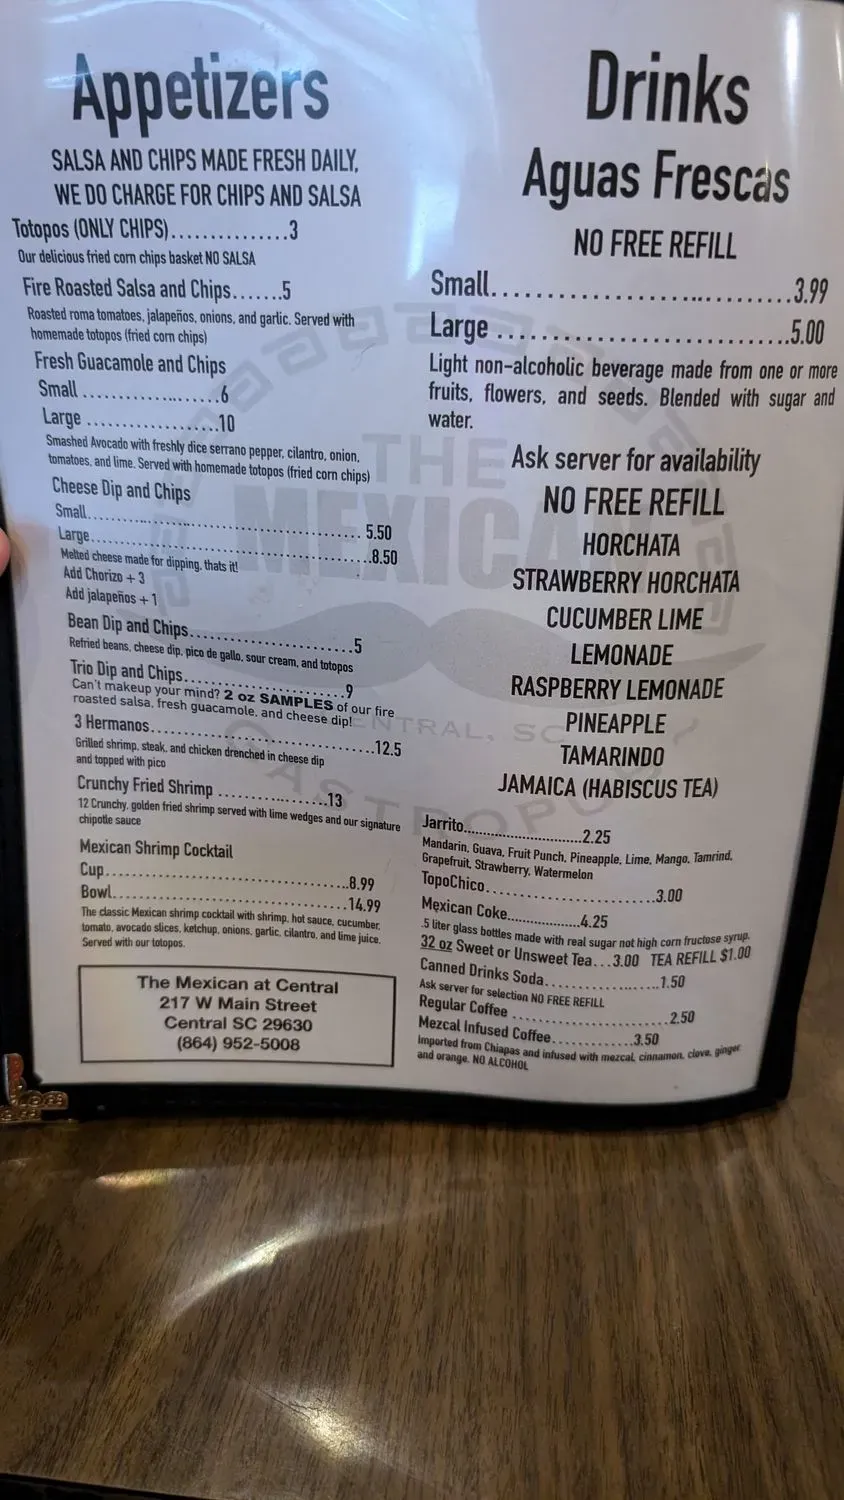 Appetizers
SALSA AND CHIPS MADE FRESH DAILY,
WE DO CHARGE FOR CHIPS AND SALSA
Totopos (ONLY CHIPS)...............3
Our delicious fried corn chips basket NO SALSA
Fire Roasted Salsa and Chips.......5
Roasted roma tomatoes, jalapeños, onions, and garlic. Served with
homemade totopos (fried corn chips)
Fresh Guacamole and Chips
Small ....................6
Large ....................10
Smashed Avocado with freshly dice serrano pepper, cilantro, onion,
tomatoes, and lime. Served with homemade totopos (fried corn chips)
Cheese Dip and Chips
Small........................................ 5.50
Large........................................8.50
Melted cheese made for dipping, thats it!
Add Chorizo + 3
Add jalapeños + 1
Bean Dip and Chips........................5
Refried beans, cheese dip, pico de gallo, sour cream, and totopos
Trio Dip and Chips........................9
Can't makeup your mind? 2 oz SAMPLES of our fire
roasted salsa, fresh guacamole, and cheese dip!
3 Hermanos................................12.5
Grilled shrimp, steak, and chicken drenched in cheese dip
and topped with pico
Crunchy Fried Shrimp ................13
12 Crunchy, golden fried shrimp served with lime wedges and our signature
chipotle sauce
Mexican Shrimp Cocktail
Cup...................................8.99
Bowl..................................14.99
The classic Mexican shrimp cocktail with shrimp, hot sauce, cucumber,
tomato, avocado slices, ketchup, onions, garlic, cilantro, and lime juice.
Served with our totopos.
The Mexican at Central
217 W Main Street
Central SC 29630
(864) 952-5008
Drinks
Aguas Frescas
NO FREE REFILL
Small....................................3.99
Large ...................................5.00
Light non-alcoholic beverage made from one or more
fruits, flowers, and seeds. Blended with sugar and
water.
Ask server for availability
NO FREE REFILL
HORCHATA
STRAWBERRY HORCHATA
CUCUMBER LIME
LEMONADE
RASPBERRY LEMONADE
PINEAPPLE
TAMARINDO
JAMAICA (HABISCUS TEA)
Jarrito........................2.25
Mandarin, Guava, Fruit Punch, Pineapple, Lime, Mango, Tamrind,
Grapefruit, Strawberry, Watermelon
TopoChico........................3.00
Mexican Coke...............4.25
.5 liter glass bottles made with real sugar not high corn fructose syrup.
32 oz Sweet or Unsweet Tea...3.00 TEA REFILL $1.00
Canned Drinks Soda....................1.50
Ask server for selection NO FREE REFILL
Regular Coffee ......................2.50
Mezcal Infused Coffee............3.50
Imported from Chiapas and infused with mezcal, cinnamon, clove, ginger
and orange. NO ALCOHOL
THE
MEXICAN
CENTRAL, SC
GASTROPUB